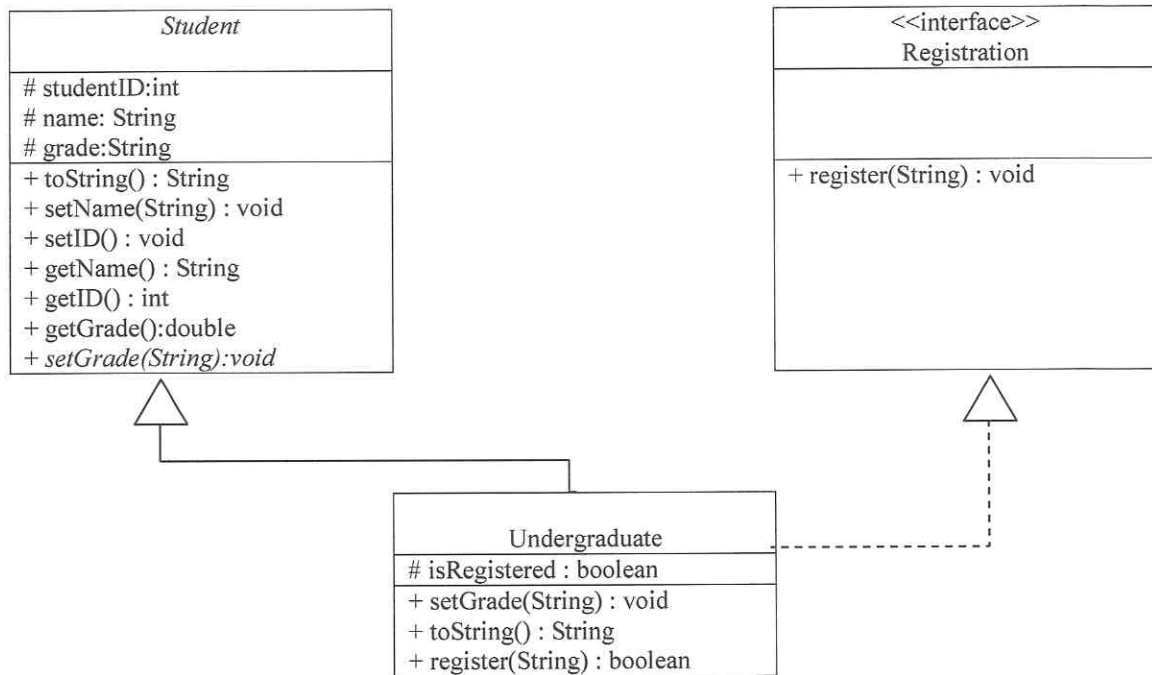 Student
# studentID:int
# name: String
# grade:String
+ toString() : String
+ setName(String) : void
+ setID() : void
+ getName() : String
+ getID() : int
+ getGrade():double
+ setGrade(String):void
<<interface>>
Registration
+ register(String) : void
Undergraduate
# isRegistered : boolean
+ setGrade(String) : void
+ toString() : String
+ register(String) : boolean